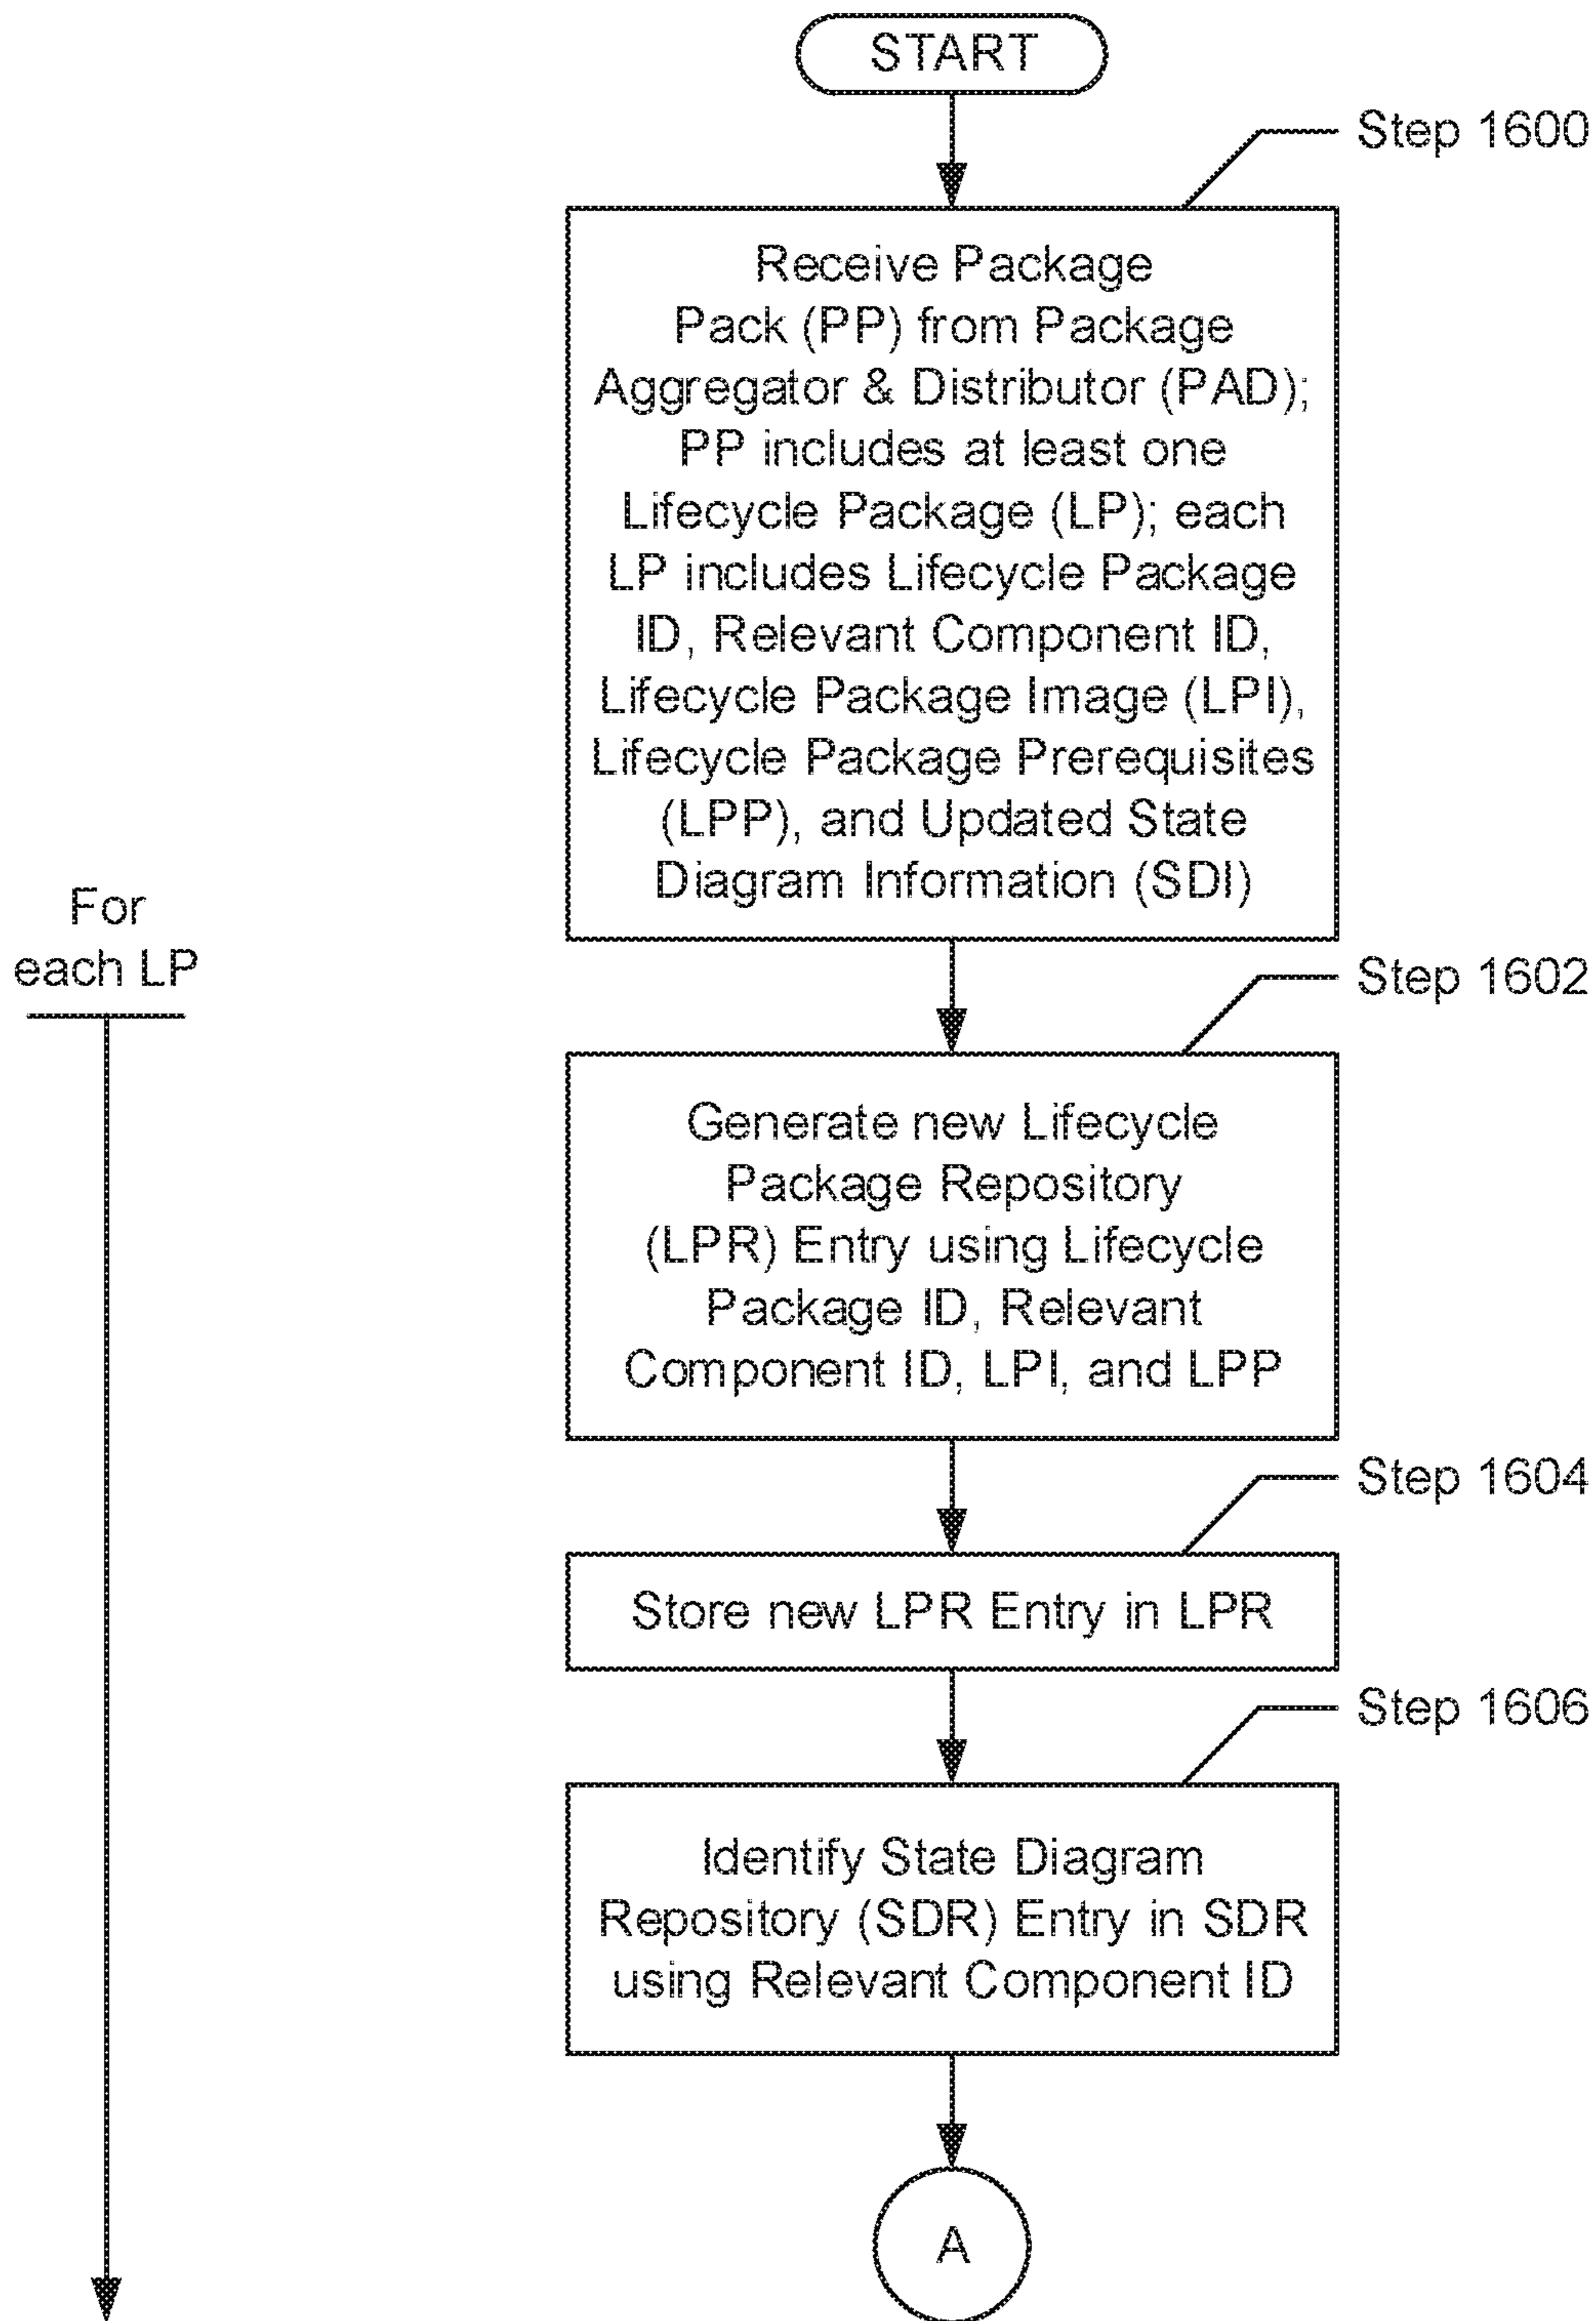 START
Step 1600
Receive Package
Pack (PP) from Package
Aggregator & Distributor (PAD);
PP includes at least one
Lifecycle Package (LP); each
LP includes Lifecycle Package
ID, Relevant Component ID,
Lifecycle Package Image (LPI),
Lifecycle Package Prerequisites
(LPP), and Updated State
Diagram Information (SDI)
For
each LP
Step 1602
Generate new Lifecycle
Package Repository
(LPR) Entry using Lifecycle
Package ID, Relevant
Component ID, LPI, and LPP
Step 1604
Store new LPR Entry in LPR
Step 1606
Identify State Diagram
Repository (SDR) Entry in SDR
using Relevant Component ID
A